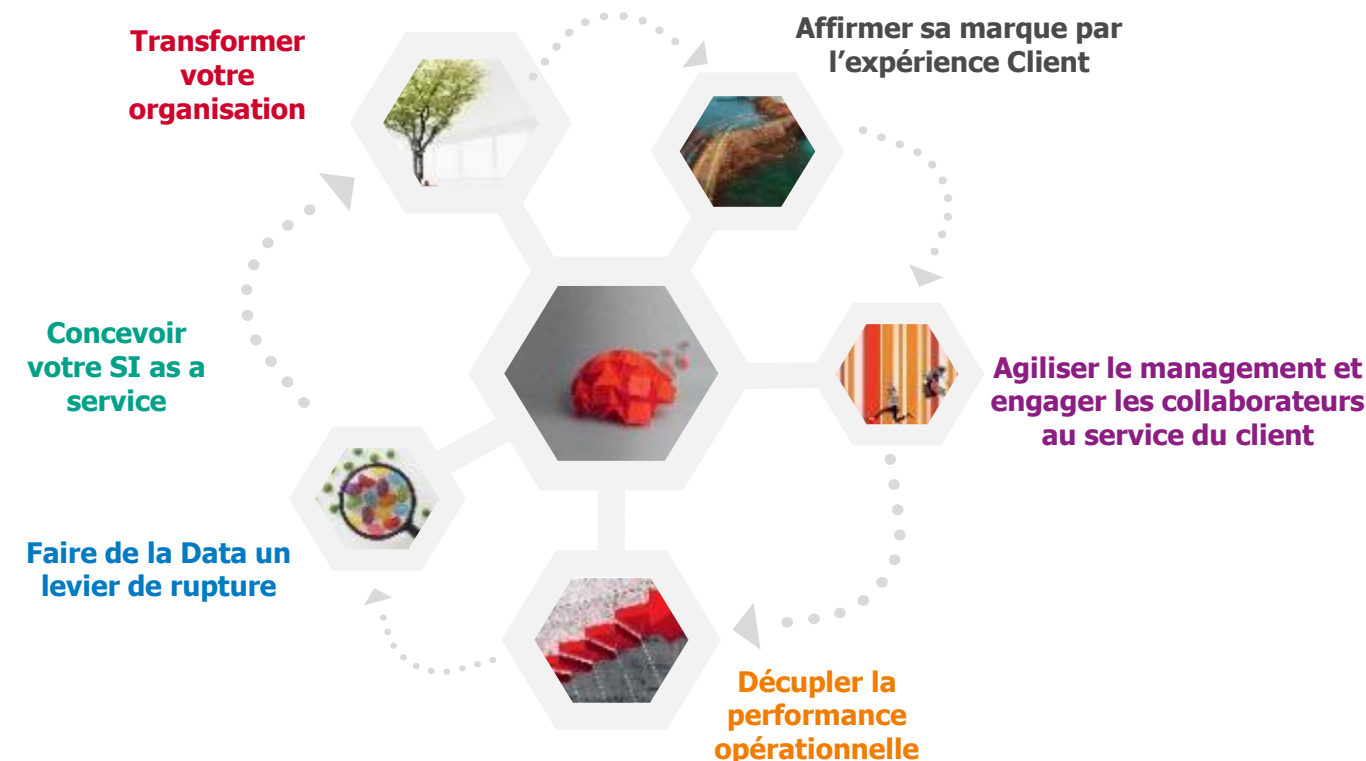 Transformer
votre
organisation
Affirmer sa marque par
l’expérience Client
Agiliser le management et
engager les collaborateurs
au service du client
Décupler la
performance
opérationnelle
Faire de la Data un
levier de rupture
Concevoir
votre SI as a
service